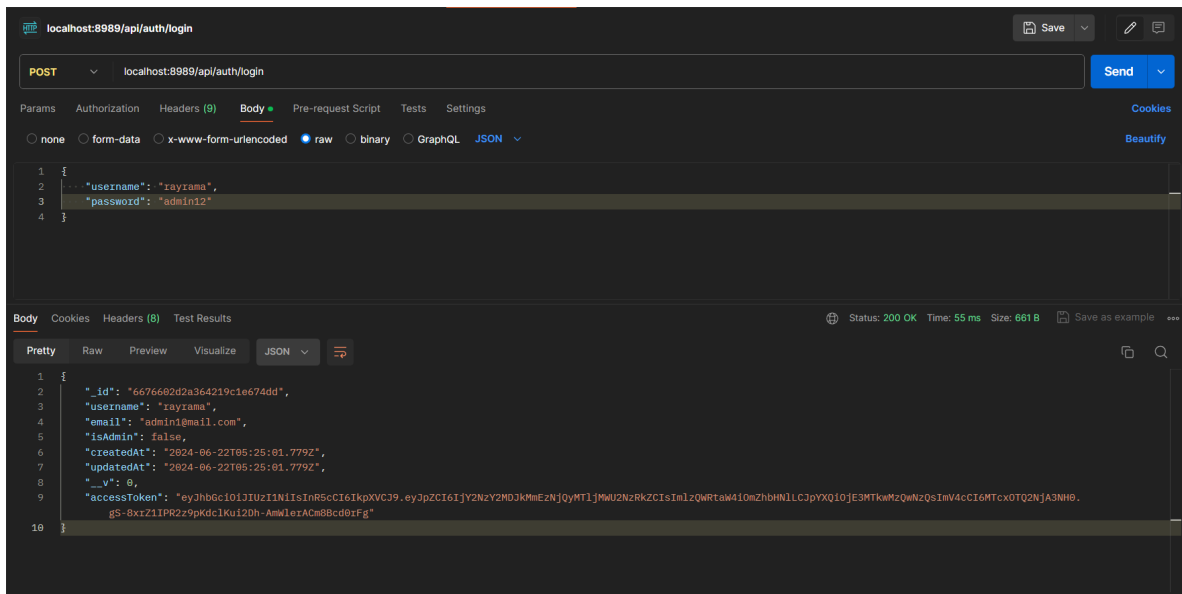 HTTP localhost:8989/api/auth/login Save
POST localhost:8989/api/auth/login Send
Params Authorization Headers (9) Body Pre-request Script Tests Settings Cookies
none form-data x-www-form-urlencoded raw binary GraphQL JSON Beautify
1 {
2 "username": "rayrama",
3 "password": "admin12"
4 }
Body Cookies Headers (8) Test Results Status: 200 OK Time: 55 ms Size: 661 B Save as example
Pretty Raw Preview Visualize JSON
1 {
2 "_id": "6676602d2a364219c1e674dd",
3 "username": "rayrama",
4 "email": "admin1@mail.com",
5 "isAdmin": false,
6 "createdAt": "2024-06-22T05:25:01.779Z",
7 "updatedAt": "2024-06-22T05:25:01.779Z",
8 "__v": 0,
9 "accessToken": "eyJhbGciOiJIUzI1NiIsInR5cCI6IkpXVCJ9.eyJpZCI6IjY2NzY2MDJkMmEzNjQyMTljMWU2NzRkZCIsImlzQWRtaW4iOmZhbHNlLCJpYXQiOjE3MTkwMzQwNzQsImV4cCI6MTcxOTQ2NjA3NH0.
gS-8xrZ1IPR2z9pKdclKui2Dh-AmWlerACm8Bcd0rFg"
10 }